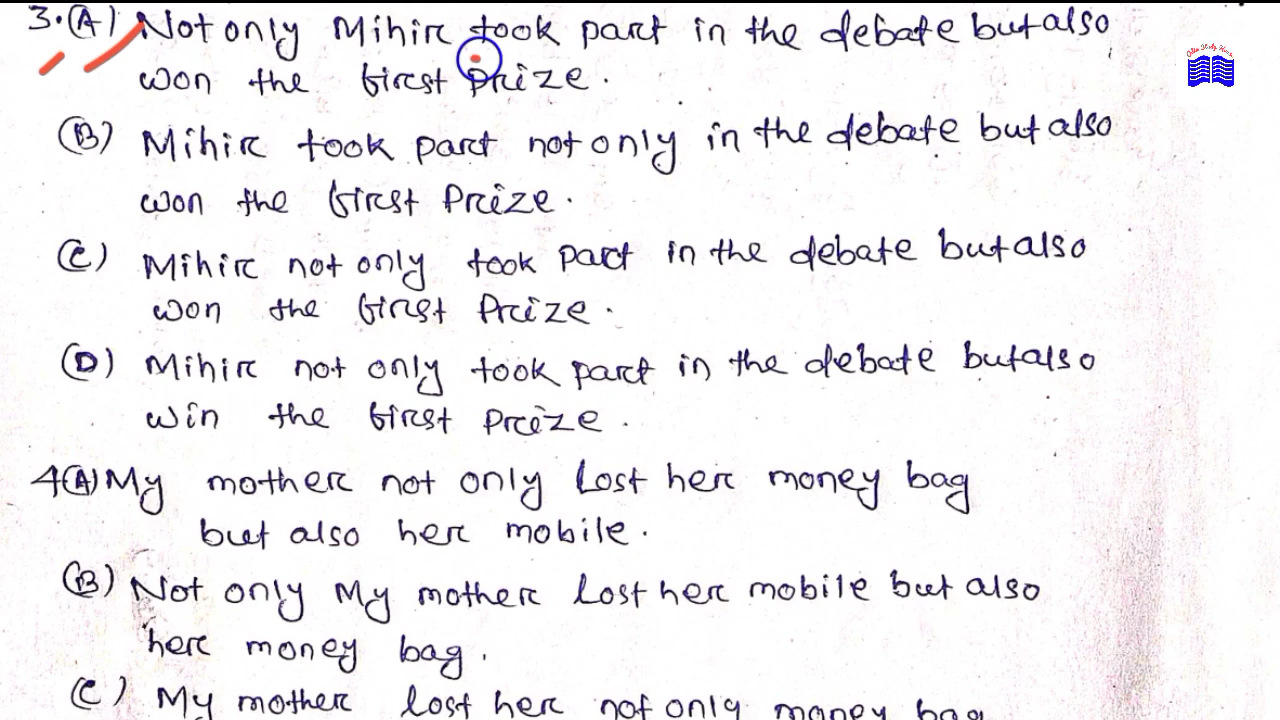 3.(A) Not only Mihir took part in the debate but also
won the first prize.
(B) Mihir took part not only in the debate but also
won the first prize.
(C) Mihir not only took part in the debate but also
won the first prize.
(D) Mihir not only took part in the debate but also
win the first prize.
4(A) My mother not only lost her money bag
but also her mobile.
(B) Not only My mother lost her mobile but also
her money bag.
(C) My mother lost her not only money bag